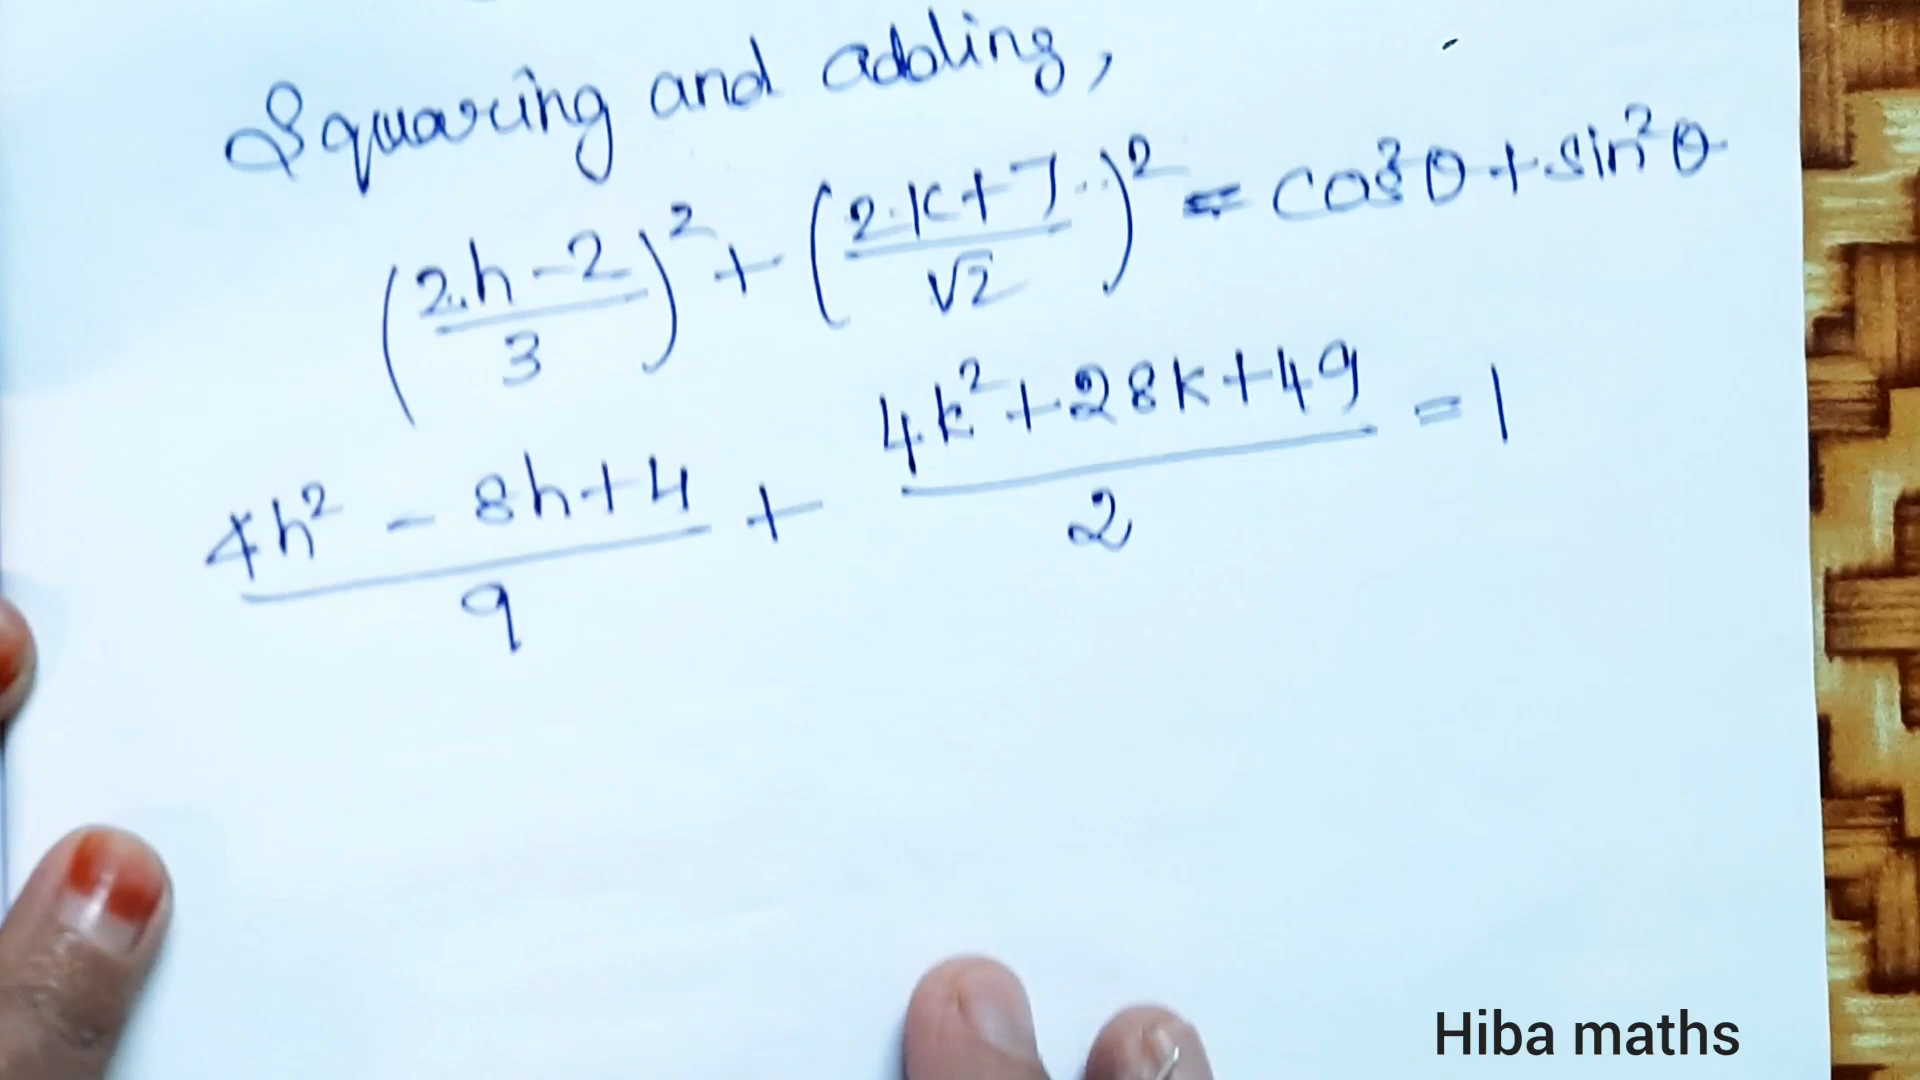 Squaring and adding,
(2h-2/3)² + (2k+7/√2)² = cos²θ + sin²θ
4h² - 8h+4/9 + 4k²+28k+49/2 = 1
Hiba maths